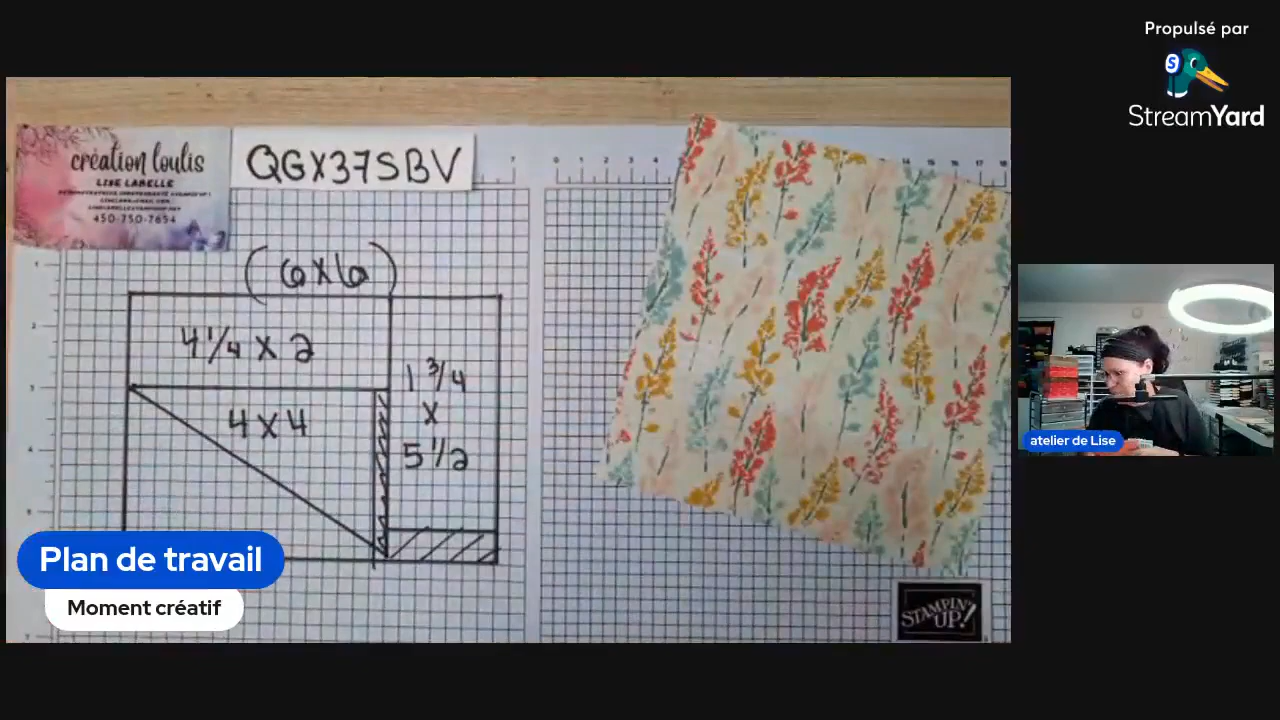 Propulsé par
StreamYard
création loulis
LISE LABELLE
450-750-7654
QGX37SBV
(6x6)
4 1/4 x 2
1 3/4
x
5 1/2
4x4
atelier de Lise
Plan de travail
Moment créatif
STAMPIN'
UP!